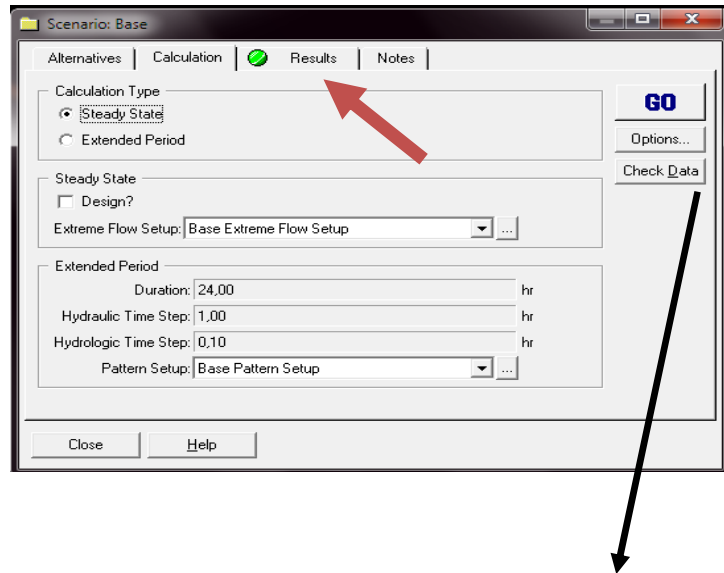 Scenario: Base
Alternatives Calculation Results Notes
Calculation Type
Steady State
Extended Period
GO
Options...
Check Data
Steady State
Design?
Extreme Flow Setup: Base Extreme Flow Setup ...
Extended Period
Duration: 24,00 hr
Hydraulic Time Step: 1,00 hr
Hydrologic Time Step: 0,10 hr
Pattern Setup: Base Pattern Setup ...
Close Help